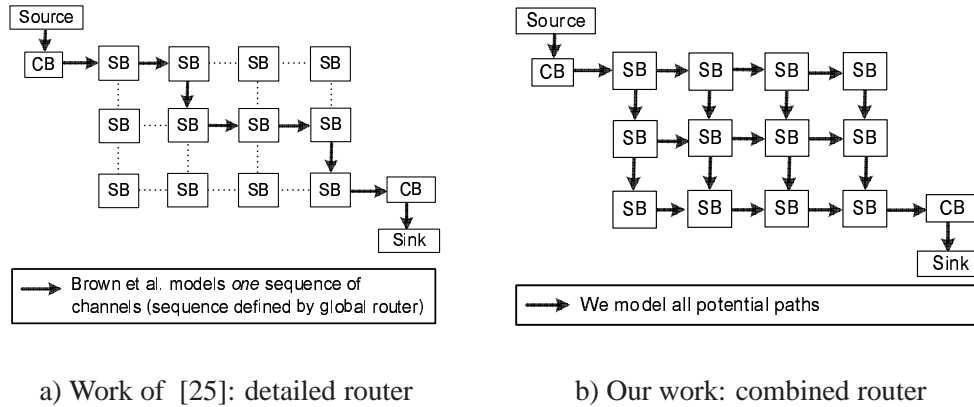 Source
CB
SB SB SB SB
SB SB SB SB
SB SB SB SB
CB
Sink
Brown et al. models one sequence of
channels (sequence defined by global router)
a) Work of [25]: detailed router
Source
CB
SB SB SB SB
SB SB SB SB
SB SB SB SB
CB
Sink
We model all potential paths
b) Our work: combined router